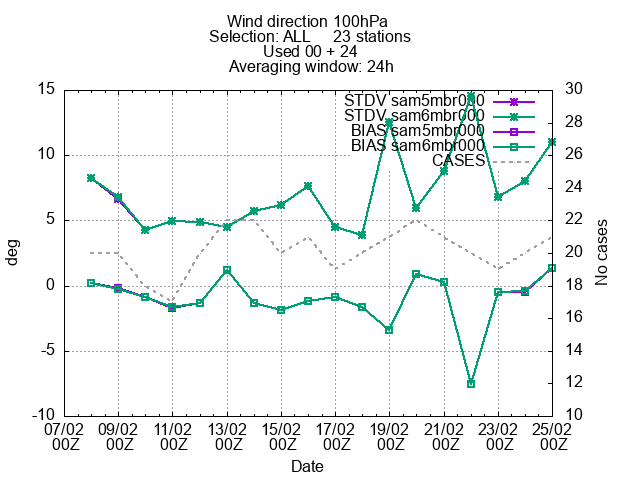 Wind direction 100hPa
Selection: ALL 23 stations
Used 00 + 24
Averaging window: 24h
STDV sam5mbr000
STDV sam6mbr000
BIAS sam5mbr000
BIAS sam6mbr000
CASES
deg
15
10
5
0
-5
-10
30
28
26
24
22
20
18
16
14
12
10
No cases
07/02 09/02 11/02 13/02 15/02 17/02 19/02 21/02 23/02 25/02
00Z 00Z 00Z 00Z 00Z 00Z 00Z 00Z 00Z 00Z
Date